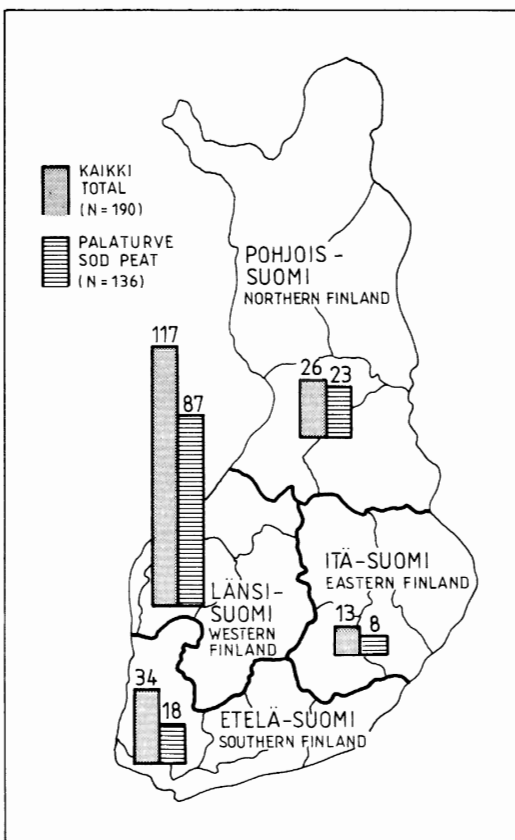 KAIKKI
TOTAL
(N = 190)
PALATURVE
SOD PEAT
(N = 136)
POHJOIS -
SUOMI
NORTHERN FINLAND
117
87
26
23
ITÄ-SUOMI
EASTERN FINLAND
LÄNSI-
SUOMI
WESTERN
FINLAND
13
8
34
18
ETELÄ-SUOMI
SOUTHERN FINLAND